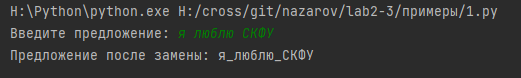 H:\Python\python.exe H:/cross/git/nazarov/lab2-3/примеры/1.py
Введите предложение: я люблю СКФУ
Предложение после замены: я_люблю_СКФУ